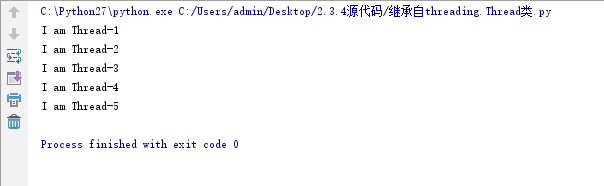 C:\Python27\python.exe C:/Users/admin/Desktop/2.3.4源代码/继承自threading.Thread类.py
I am Thread-1
I am Thread-2
I am Thread-3
I am Thread-4
I am Thread-5
Process finished with exit code 0